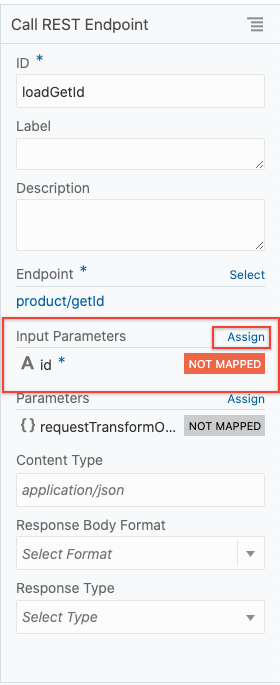 Call REST Endpoint
ID *
loadGetId
Label
Description
Endpoint * Select
product/getId
Input Parameters Assign
A id * NOT MAPPED
Parameters Assign
{} requestTransformO... NOT MAPPED
Content Type
application/json
Response Body Format
Select Format
Response Type
Select Type